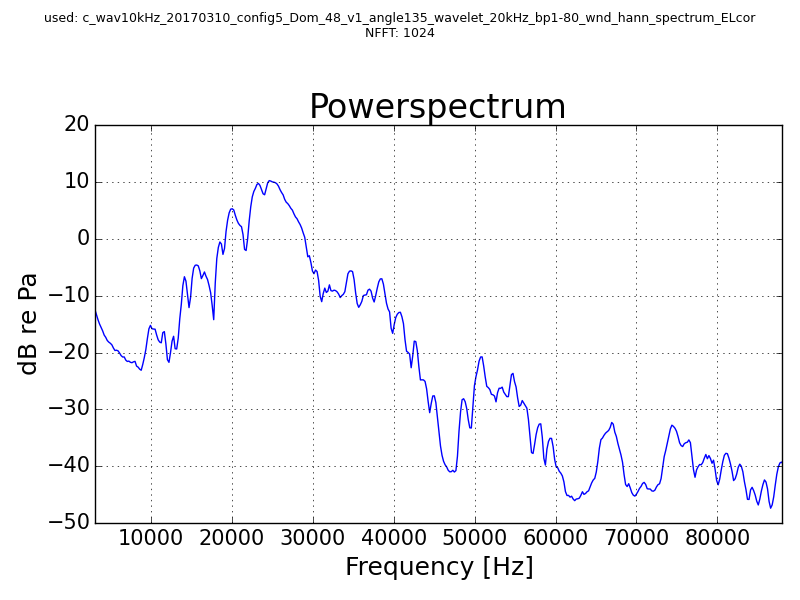 used: c_wav10kHz_20170310_config5_Dom_48_v1_angle135_wavelet_20kHz_bp1-80_wnd_hann_spectrum_ELcor
NFFT: 1024
Powerspectrum
20
10
0
−10
−20
−30
−40
−50
dB re Pa
10000 20000 30000 40000 50000 60000 70000 80000
Frequency [Hz]